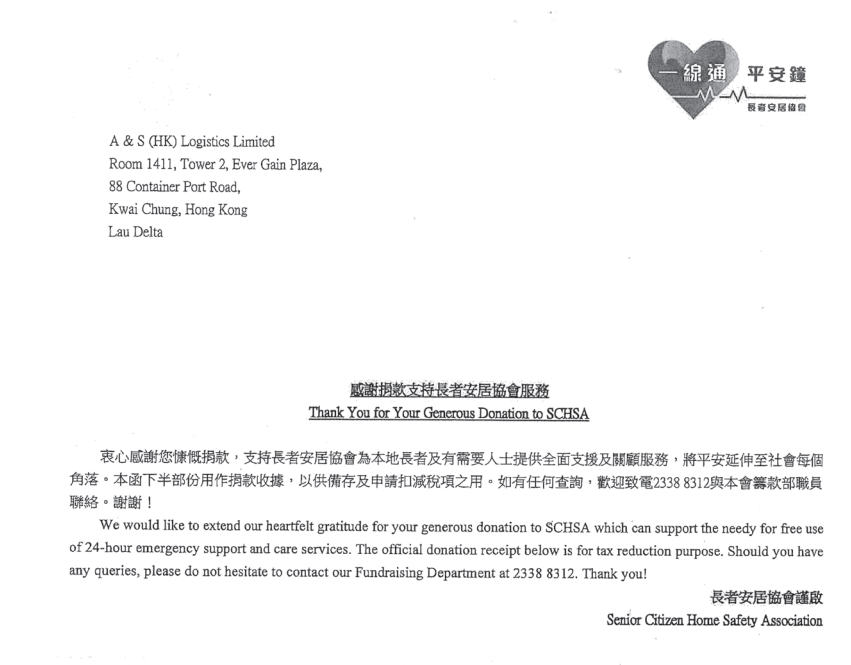 一線通 平安鐘
長者安居協會
A & S (HK) Logistics Limited
Room 1411, Tower 2, Ever Gain Plaza,
88 Container Port Road,
Kwai Chung, Hong Kong
Lau Delta
感謝捐款支持長者安居協會服務
Thank You for Your Generous Donation to SCHSA
衷心感謝您慷慨捐款，支持長者安居協會為本地長者及有需要人士提供全面支援及關顧服務，將平安延伸至社會每個
角落。本函下半部份用作捐款收據，以供備存及申請扣減稅項之用。如有任何查詢，歡迎致電2338 8312與本會籌款部職員
聯絡。謝謝！
We would like to extend our heartfelt gratitude for your generous donation to SCHSA which can support the needy for free use
of 24-hour emergency support and care services. The official donation receipt below is for tax reduction purpose. Should you have
any queries, please do not hesitate to contact our Fundraising Department at 2338 8312. Thank you!
長者安居協會謹啟
Senior Citizen Home Safety Association